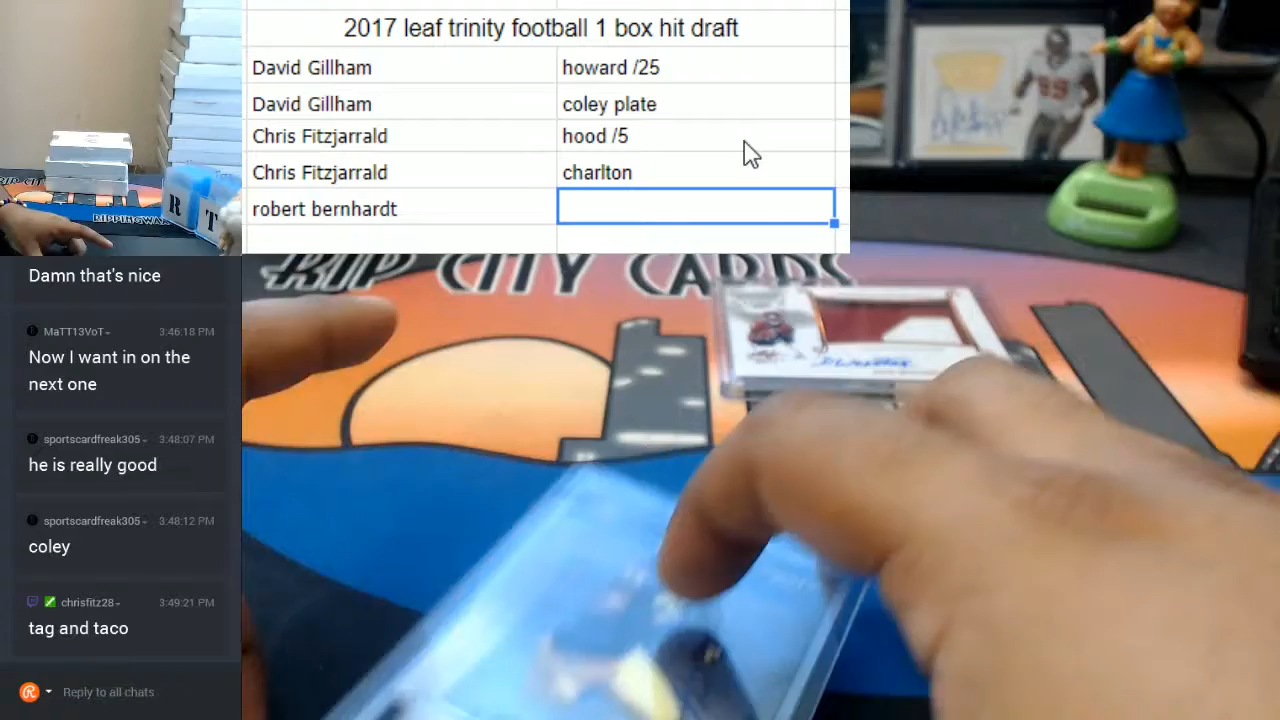 2017 leaf trinity football 1 box hit draft
David Gillham howard /25
David Gillham coley plate
Chris Fitzjarrald hood /5
Chris Fitzjarrald charlton
robert bernhardt
R T
RIP CITY CARDS
Damn that's nice
MaTT13VoT 3:46:18 PM
Now I want in on the
next one
sportscardfreak305 3:48:07 PM
he is really good
sportscardfreak305 3:48:12 PM
coley
chrisfitz28 3:49:21 PM
tag and taco
Reply to all chats